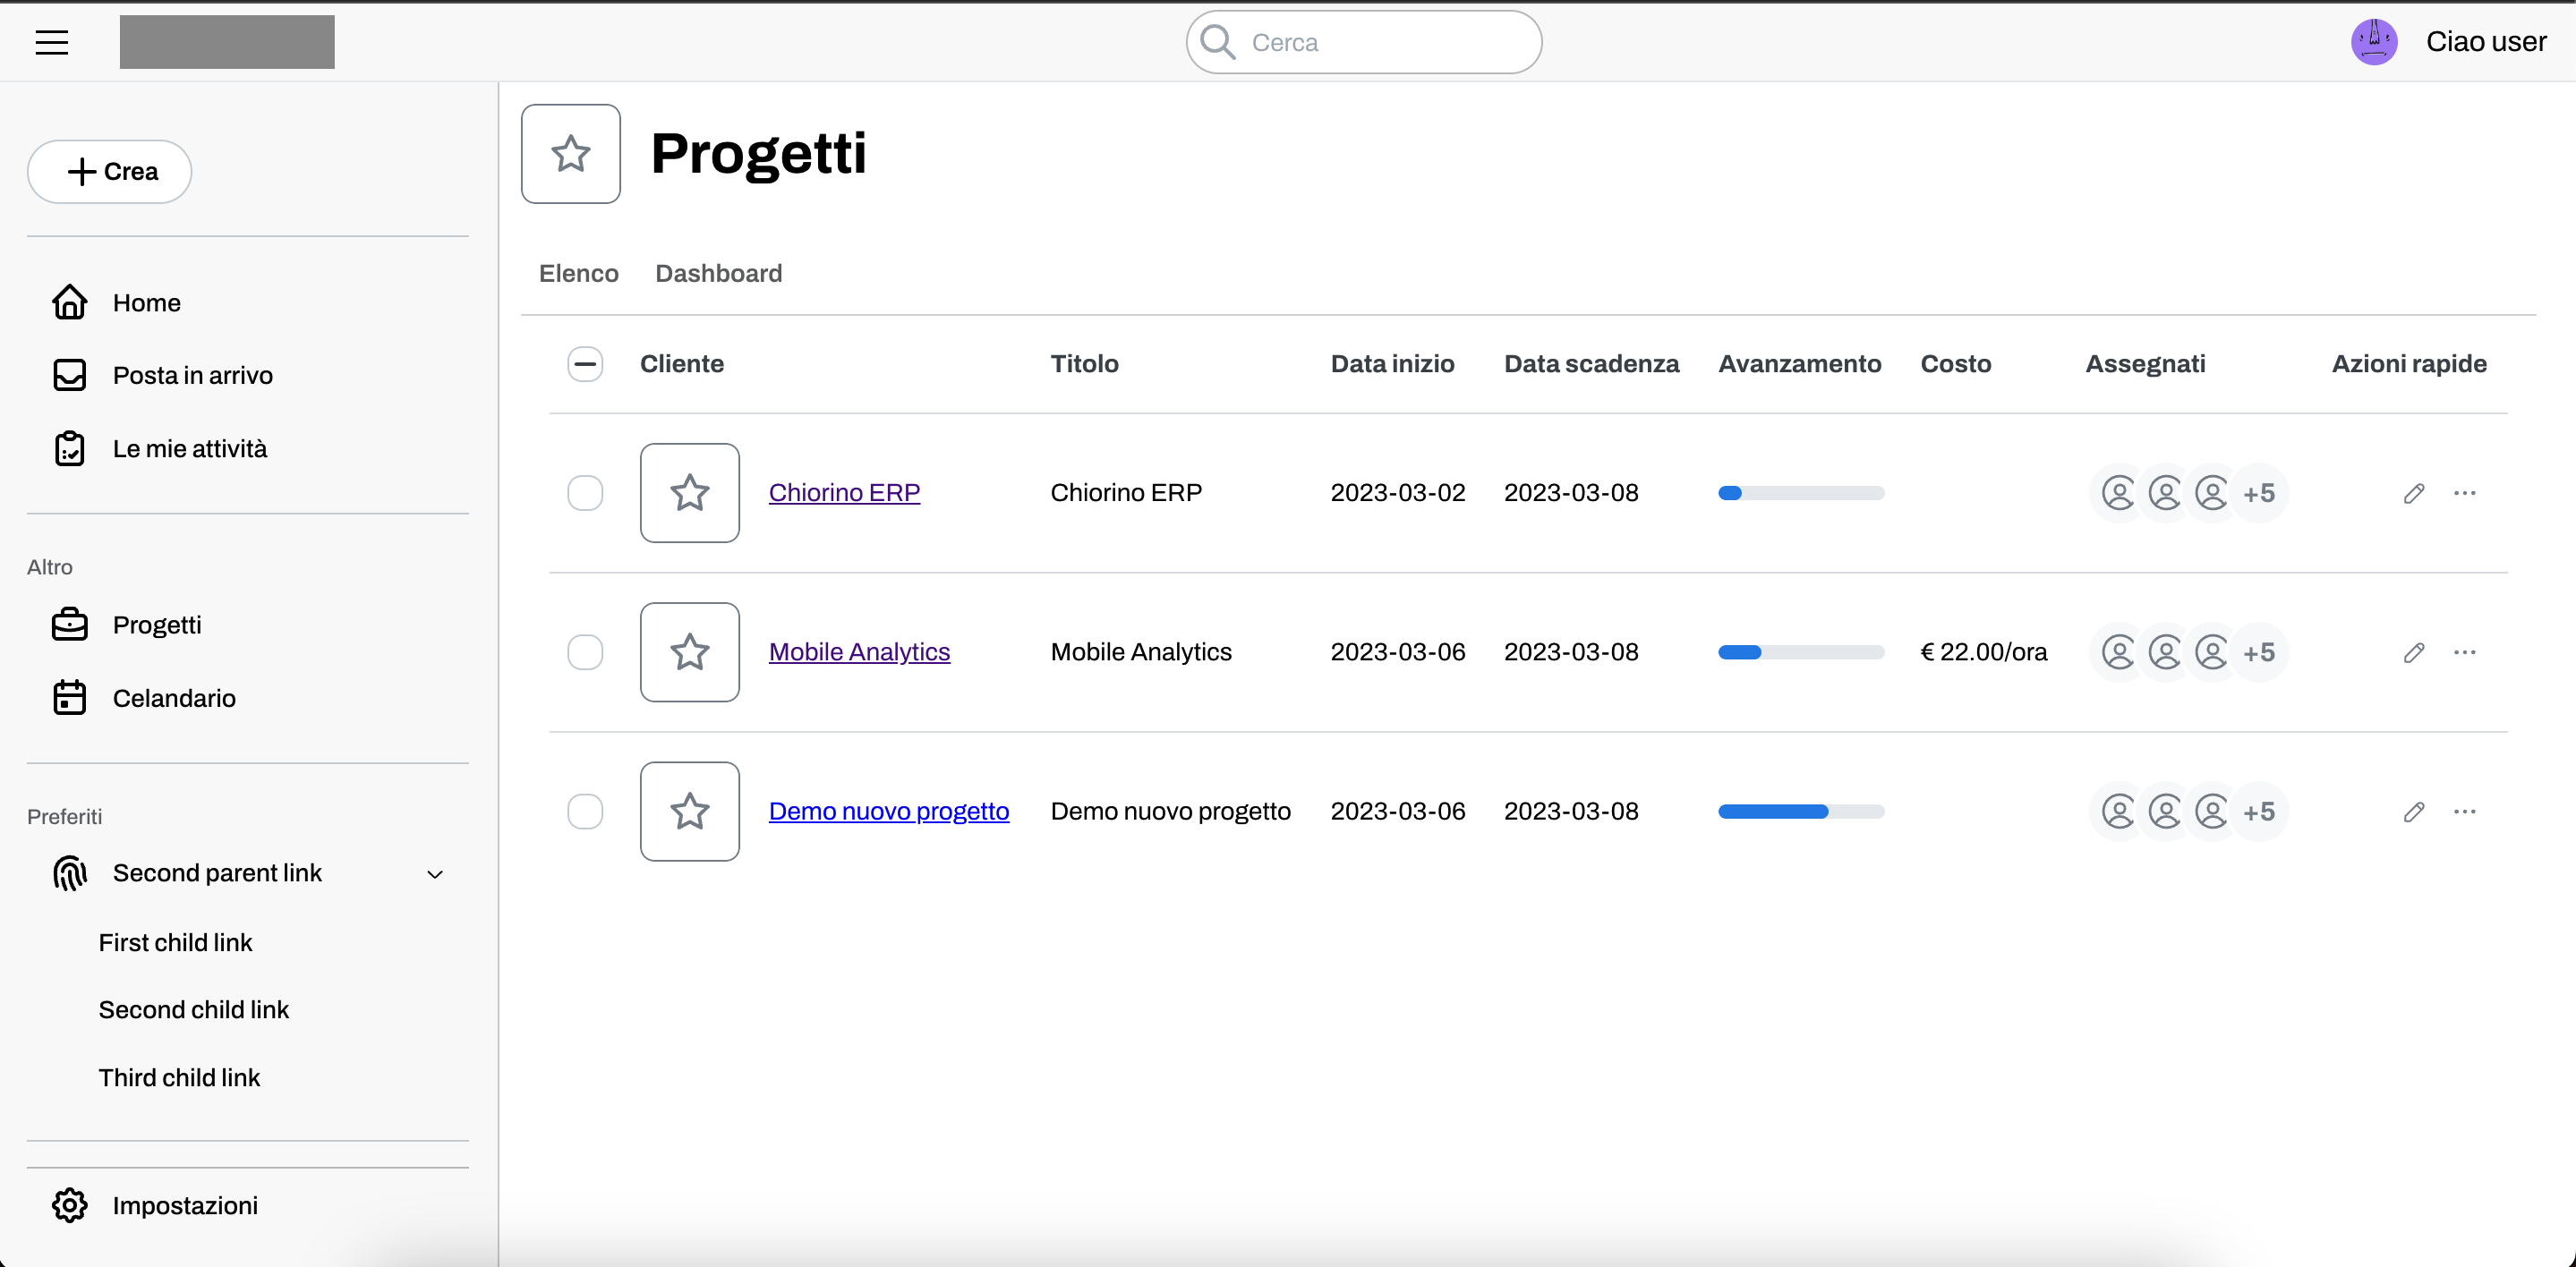 Cerca
Ciao user
Crea
Home
Posta in arrivo
Le mie attività
Altro
Progetti
Celandario
Preferiti
Second parent link
First child link
Second child link
Third child link
Impostazioni
Progetti
Elenco Dashboard
Cliente Titolo Data inizio Data scadenza Avanzamento Costo Assegnati Azioni rapide
Chiorino ERP Chiorino ERP 2023-03-02 2023-03-08 +5
Mobile Analytics Mobile Analytics 2023-03-06 2023-03-08 € 22.00/ora +5
Demo nuovo progetto Demo nuovo progetto 2023-03-06 2023-03-08 +5